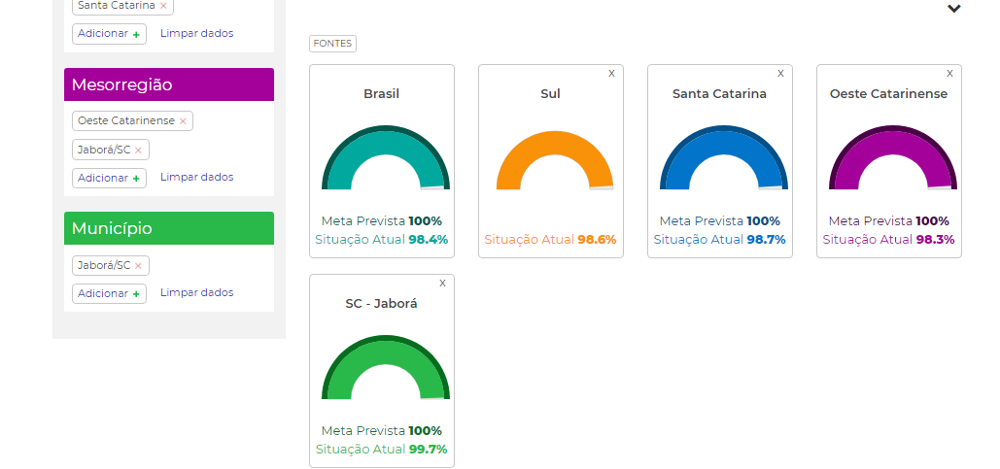 Santa Catarina ×
Adicionar + Limpar dados
Mesorregião
Oeste Catarinense ×
Jaborá/SC ×
Adicionar + Limpar dados
Município
Jaborá/SC ×
Adicionar + Limpar dados
FONTES
Brasil
Meta Prevista 100%
Situação Atual 98.4%
X
Sul
Situação Atual 98.6%
X
Santa Catarina
Meta Prevista 100%
Situação Atual 98.7%
X
Oeste Catarinense
Meta Prevista 100%
Situação Atual 98.3%
X
SC - Jaborá
Meta Prevista 100%
Situação Atual 99.7%